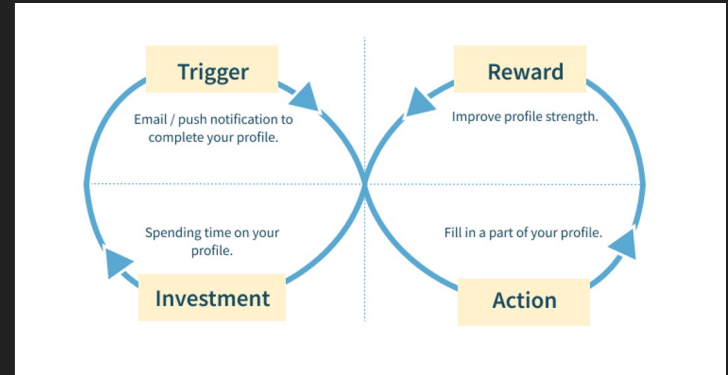 Trigger
Email / push notification to
complete your profile.
Reward
Improve profile strength.
Spending time on your
profile.
Investment
Fill in a part of your profile.
Action